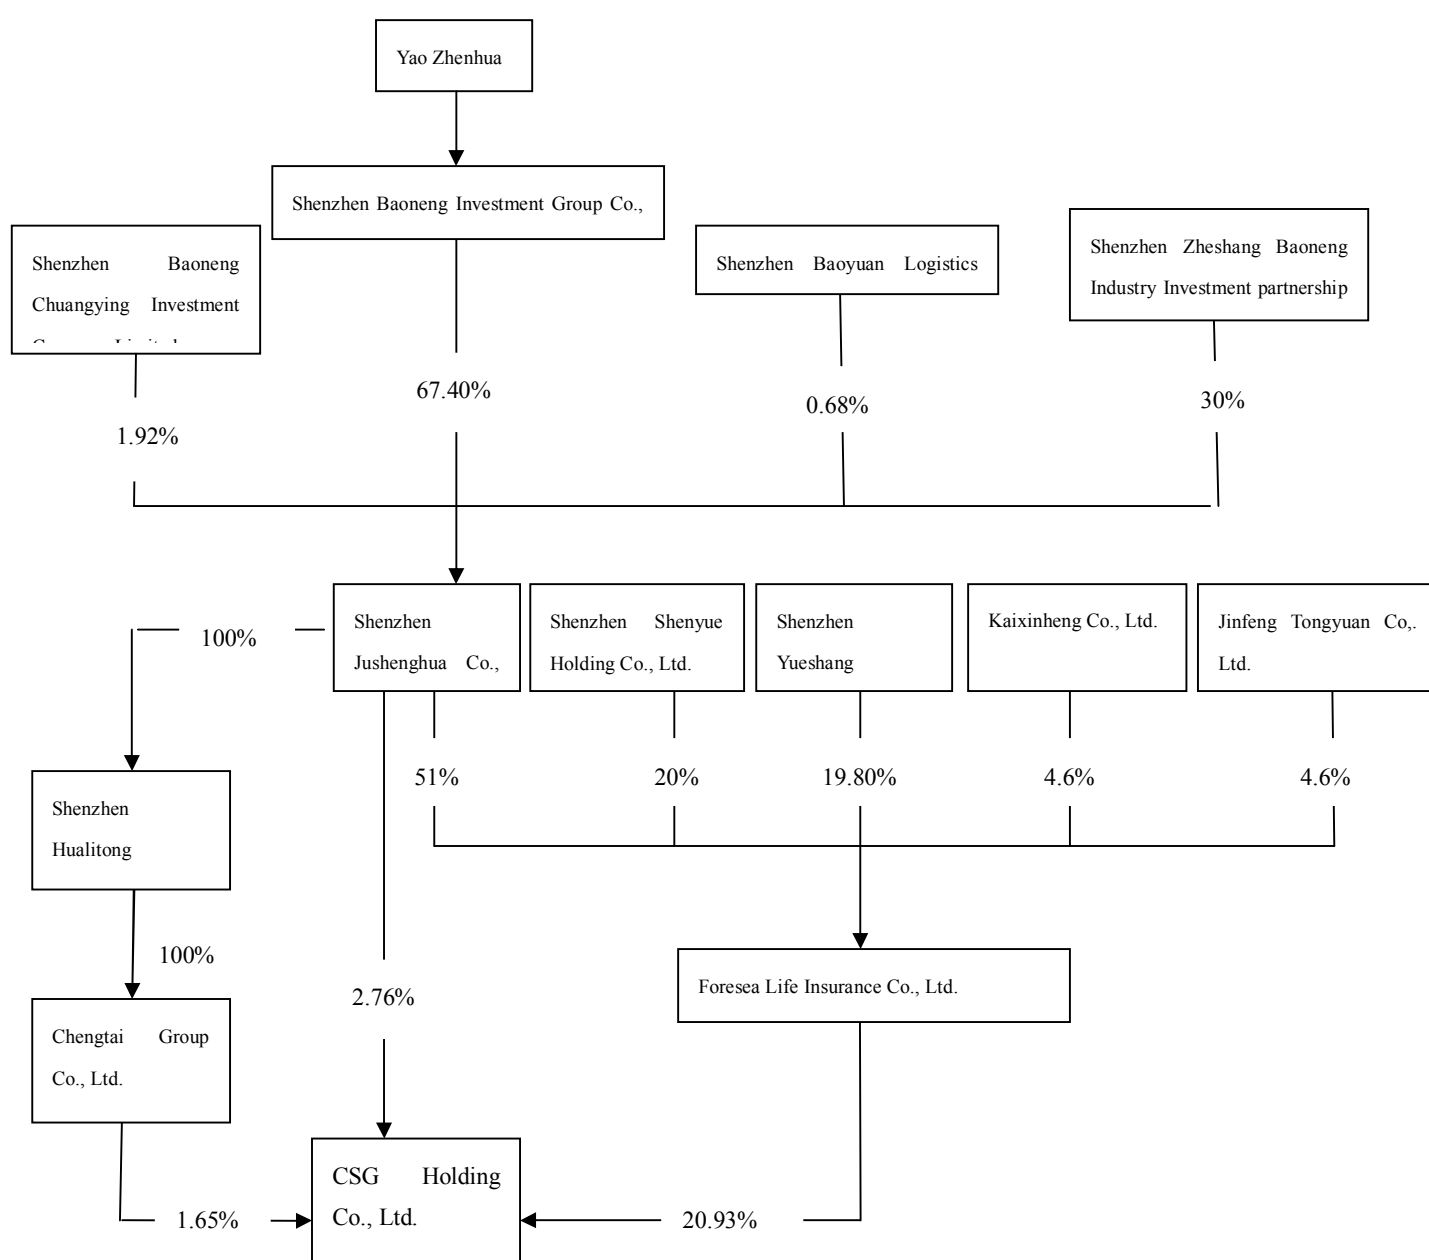 Yao Zhenhua
Shenzhen Baoneng Investment Group Co.,
Shenzhen Baoneng
Chuangying Investment
Shenzhen Baoyuan Logistics
Shenzhen Zheshang Baoneng
Industry Investment partnership
67.40%
0.68%
30%
1.92%
Shenzhen
Jushenghua Co.,
Shenzhen Shenyue
Holding Co., Ltd.
Shenzhen
Yueshang
Kaixinheng Co., Ltd.
Jinfeng Tongyuan Co,.
Ltd.
100%
51%
20%
19.80%
4.6%
4.6%
Shenzhen
Hualitong
100%
Foresea Life Insurance Co., Ltd.
2.76%
Chengtai Group
Co., Ltd.
CSG Holding
Co., Ltd.
1.65%
20.93%